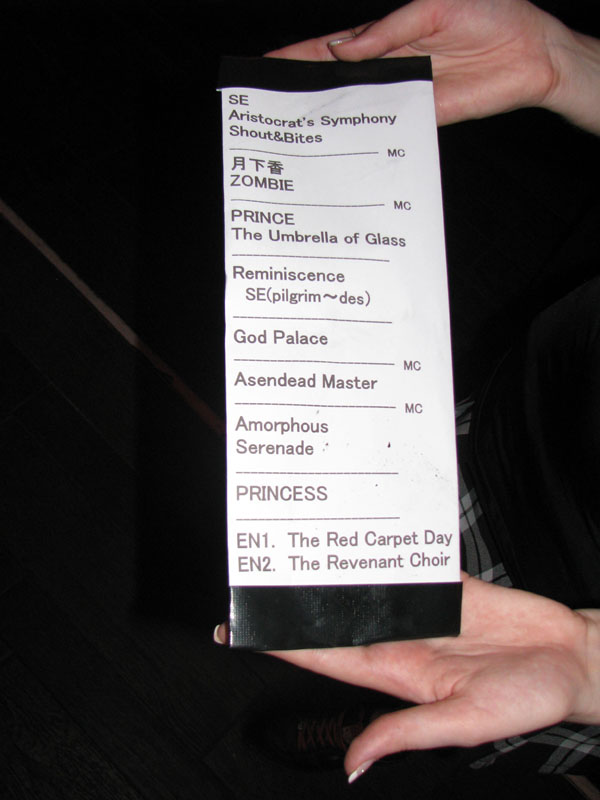 SE
Aristocrat's Symphony
Shout&Bites
MC
月下香
ZOMBIE
MC
PRINCE
The Umbrella of Glass
Reminiscence
SE(pilgrim～des)
God Palace
MC
Asendead Master
MC
Amorphous
Serenade
PRINCESS
EN1. The Red Carpet Day
EN2. The Revenant Choir